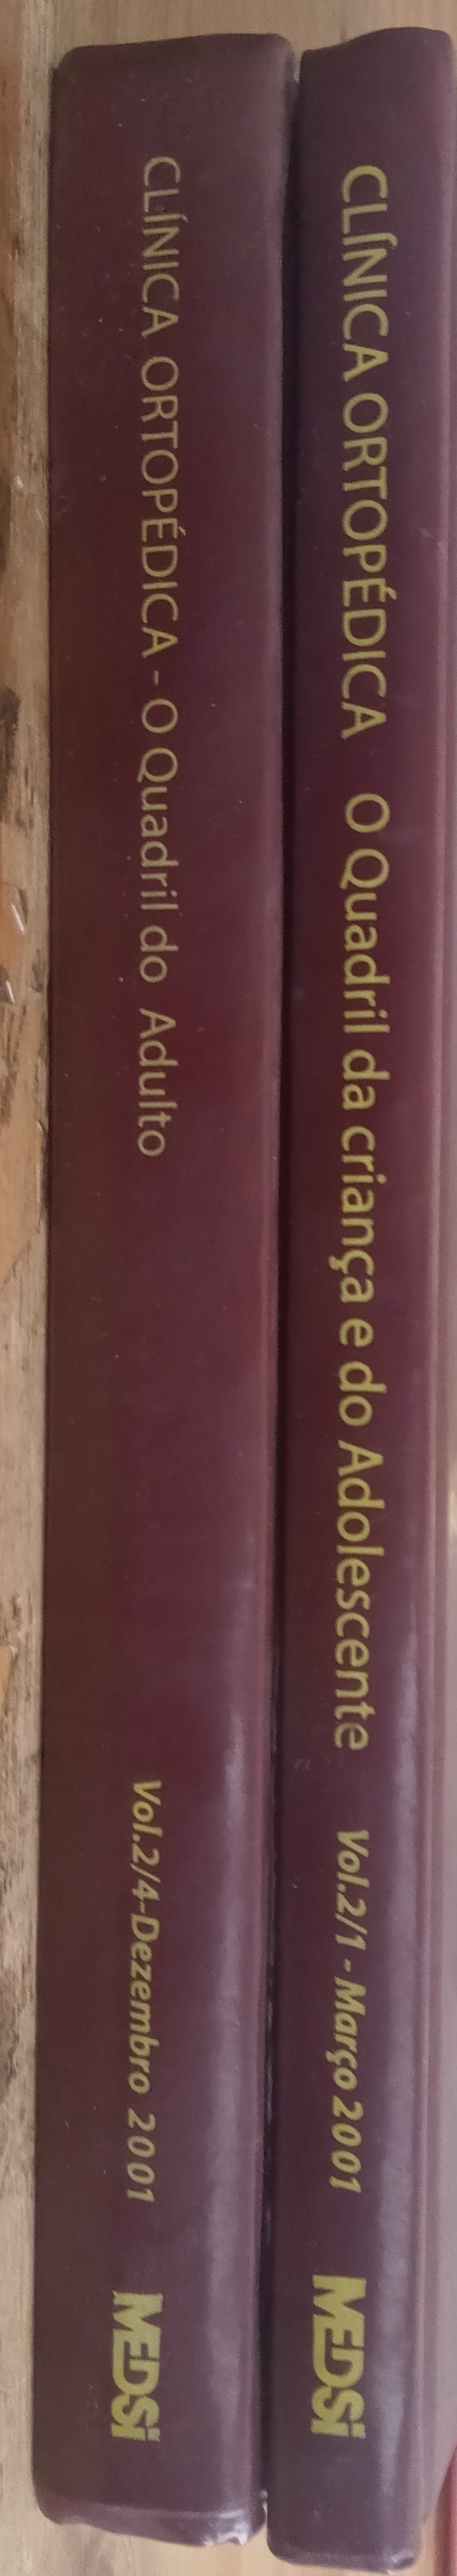 CLÍNICA ORTOPÉDICA - O Quadril do Adulto Vol.2/4-Dezembro 2001 MEDSi
CLÍNICA ORTOPÉDICA O Quadril da criança e do Adolescente Vol.2/1 - Março 2001 MEDSi